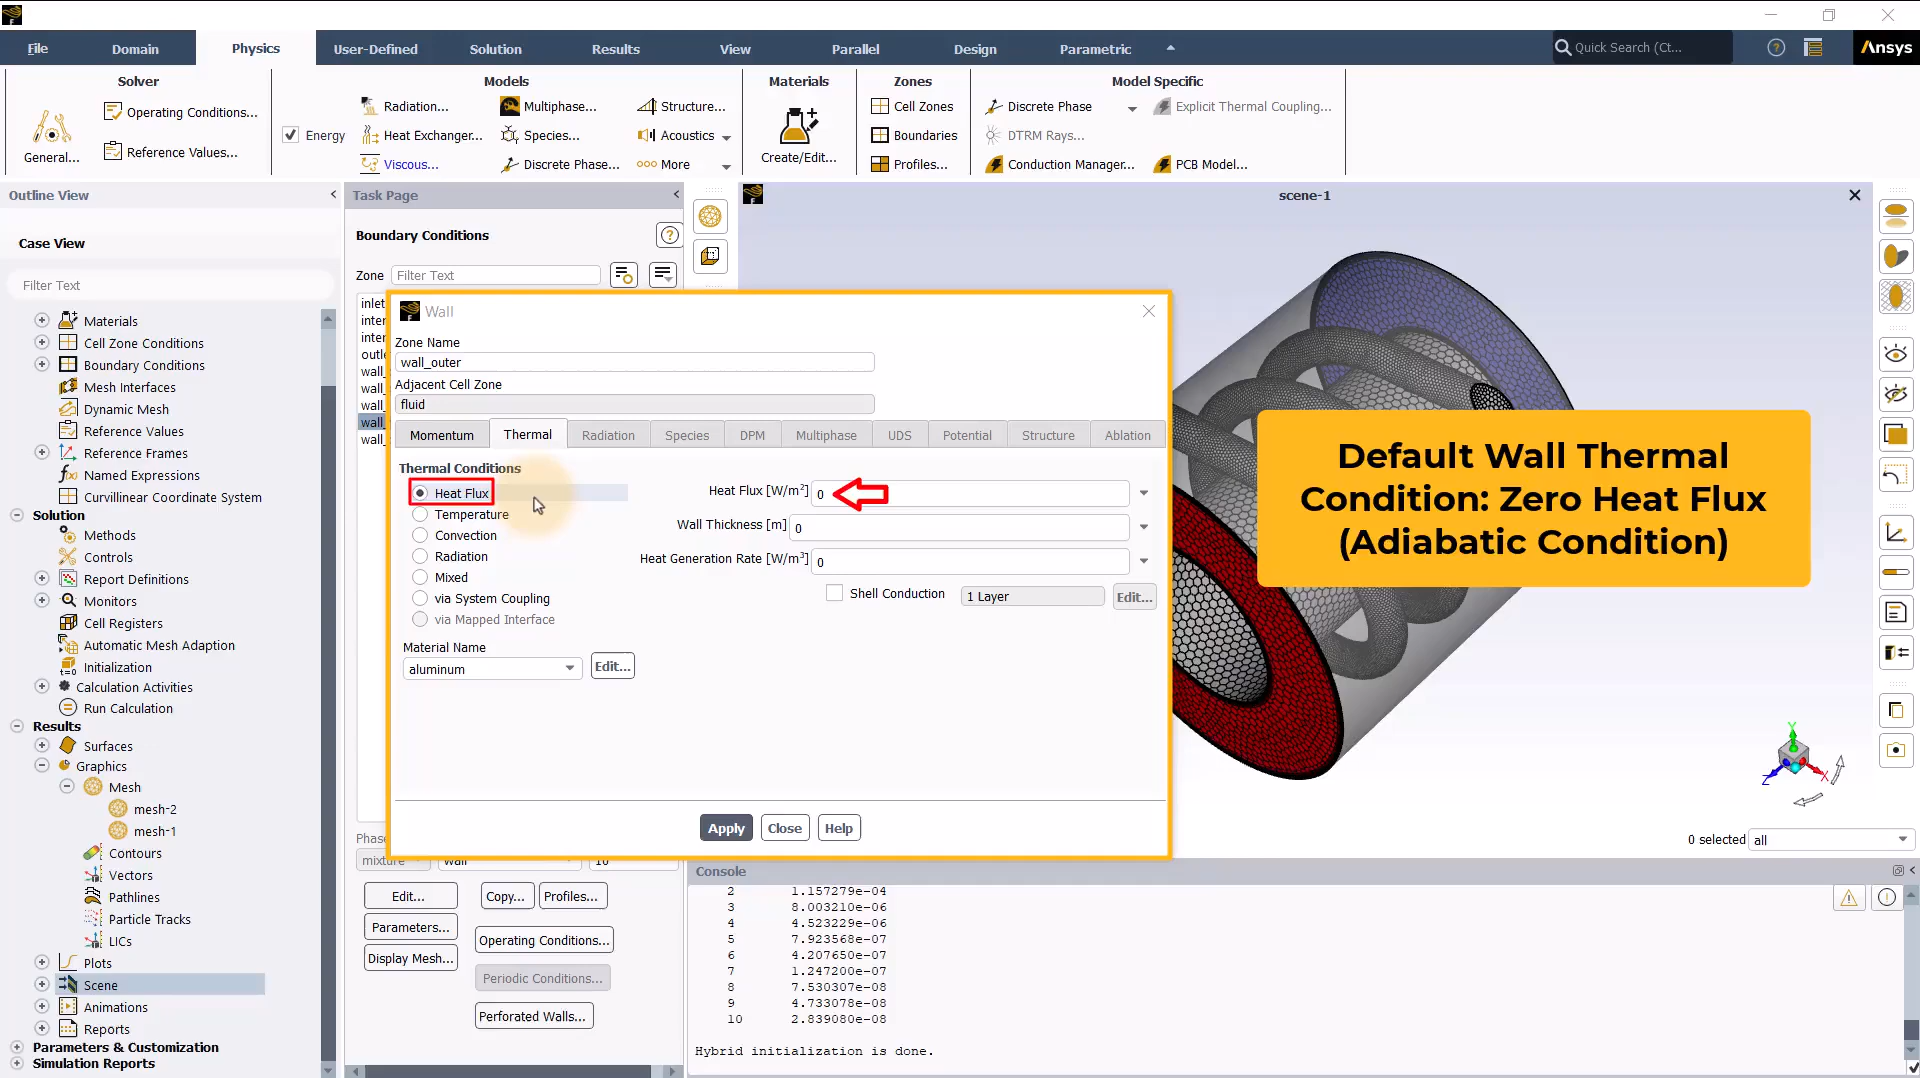 File
Domain
Physics
User-Defined
Solution
Results
View
Parallel
Design
Parametric
Quick Search (Ct...
Ansys
Solver
Models
Materials
Zones
Model Specific
General...
Operating Conditions...
Reference Values...
Energy
Radiation...
Heat Exchanger...
Viscous...
Multiphase...
Species...
Discrete Phase...
Structure...
Acoustics
More
Create/Edit...
Cell Zones
Boundaries
Profiles...
Discrete Phase
DTRM Rays...
Conduction Manager...
Explicit Thermal Coupling...
PCB Model...
Outline View
Case View
Filter Text
Materials
Cell Zone Conditions
Boundary Conditions
Mesh Interfaces
Dynamic Mesh
Reference Values
Reference Frames
Named Expressions
Curvillinear Coordinate System
Solution
Methods
Controls
Report Definitions
Monitors
Cell Registers
Automatic Mesh Adaption
Initialization
Calculation Activities
Run Calculation
Results
Surfaces
Graphics
Mesh
mesh-2
mesh-1
Contours
Vectors
Pathlines
Particle Tracks
LICs
Plots
Scene
Animations
Reports
Parameters & Customization
Simulation Reports
Task Page
Boundary Conditions
Zone
Filter Text
Wall
Zone Name
wall_outer
Adjacent Cell Zone
fluid
Momentum
Thermal
Radiation
Species
DPM
Multiphase
UDS
Potential
Structure
Ablation
Thermal Conditions
Heat Flux
Temperature
Convection
Radiation
Mixed
via System Coupling
via Mapped Interface
Heat Flux [W/m²] 0
Wall Thickness [m] 0
Heat Generation Rate [W/m³] 0
Shell Conduction
1 Layer
Edit...
Material Name
aluminum
Edit...
Apply
Close
Help
mixture
Edit...
Copy...
Profiles...
Parameters...
Operating Conditions...
Display Mesh...
Periodic Conditions...
Perforated Walls...
scene-1
Default Wall Thermal
Condition: Zero Heat Flux
(Adiabatic Condition)
Y
X
Z
0 selected
all
Console
2 1.157279e-04
3 8.003210e-06
4 4.523229e-06
5 7.923568e-07
6 4.207650e-07
7 1.247200e-07
8 7.530307e-08
9 4.733078e-08
10 2.839080e-08
Hybrid initialization is done.